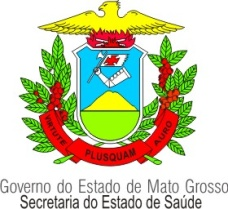 VIRTUTE PLUSQUAM AURO
Governo do Estado de Mato Grosso
Secretaria do Estado de Saúde